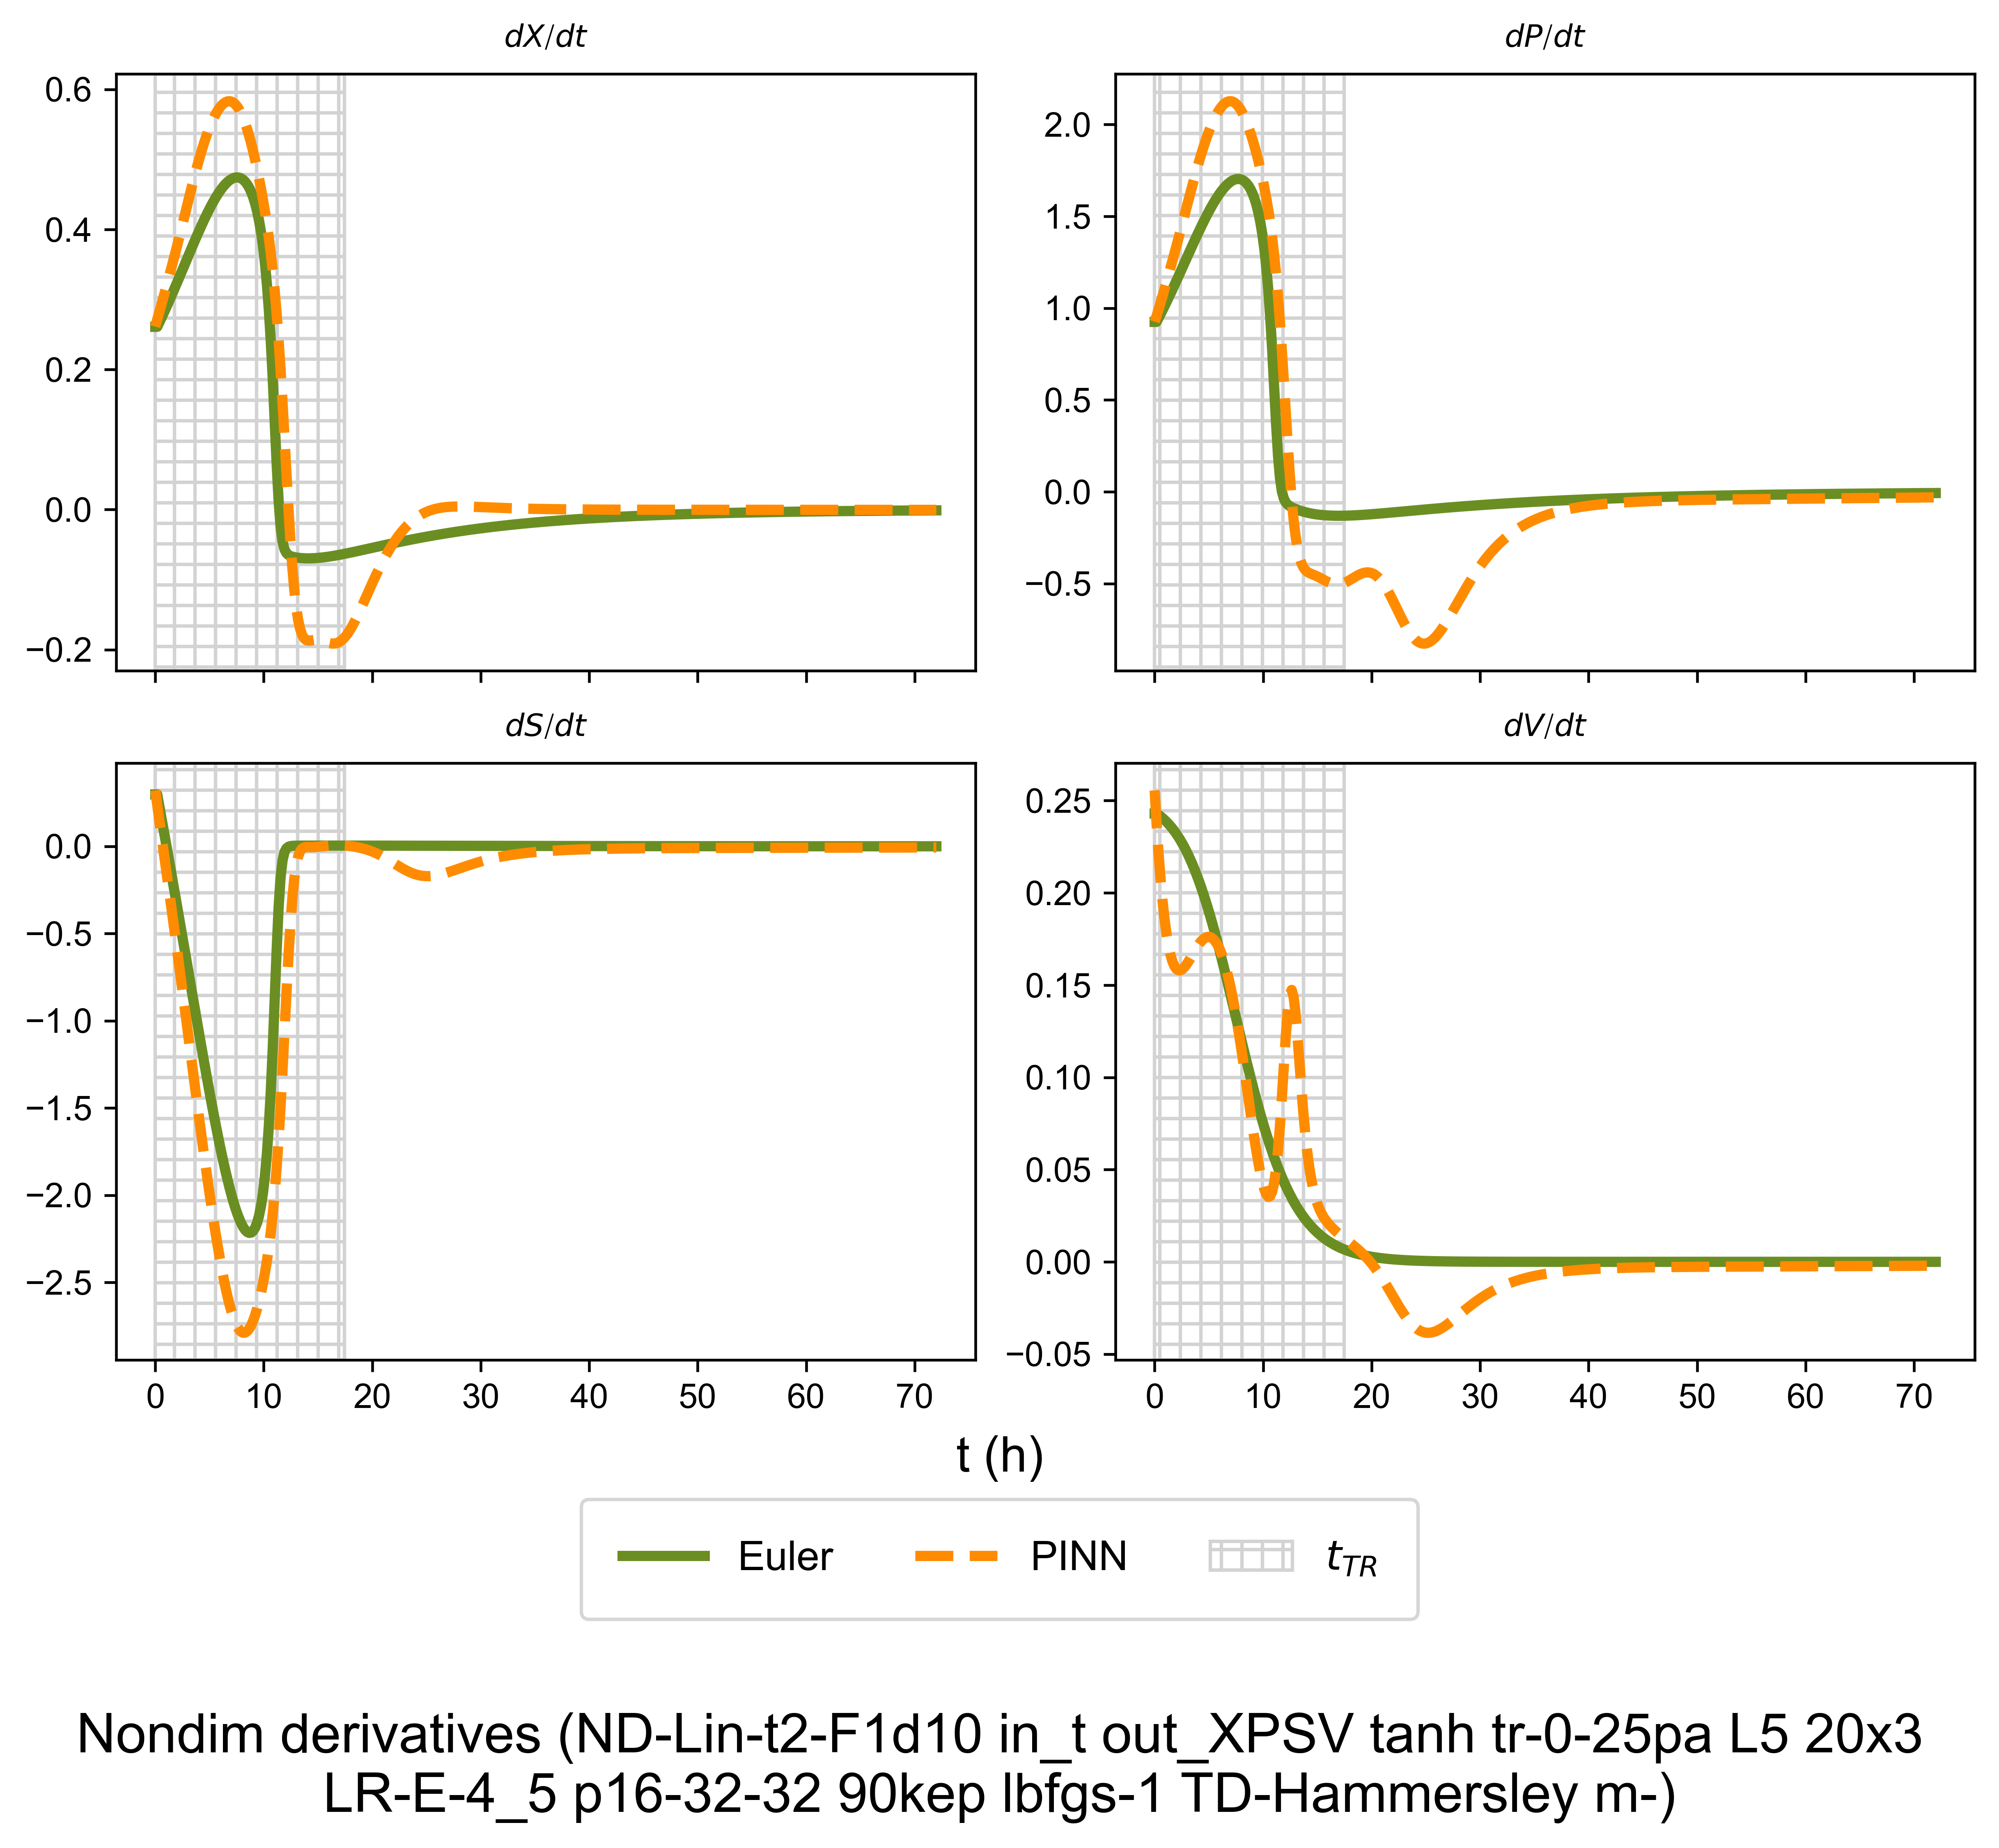 dX/dt
dP/dt
0.6
0.4
0.2
0.0
−0.2
2.0
1.5
1.0
0.5
0.0
−0.5
dS/dt
dV/dt
0.0
−0.5
−1.0
−1.5
−2.0
−2.5
0 10 20 30 40 50 60 70
0.25
0.20
0.15
0.10
0.05
0.00
−0.05
0 10 20 30 40 50 60 70
t (h)
Euler PINN t_TR
Nondim derivatives (ND-Lin-t2-F1d10 in_t out_XPSV tanh tr-0-25pa L5 20x3
LR-E-4_5 p16-32-32 90kep lbfgs-1 TD-Hammersley m-)